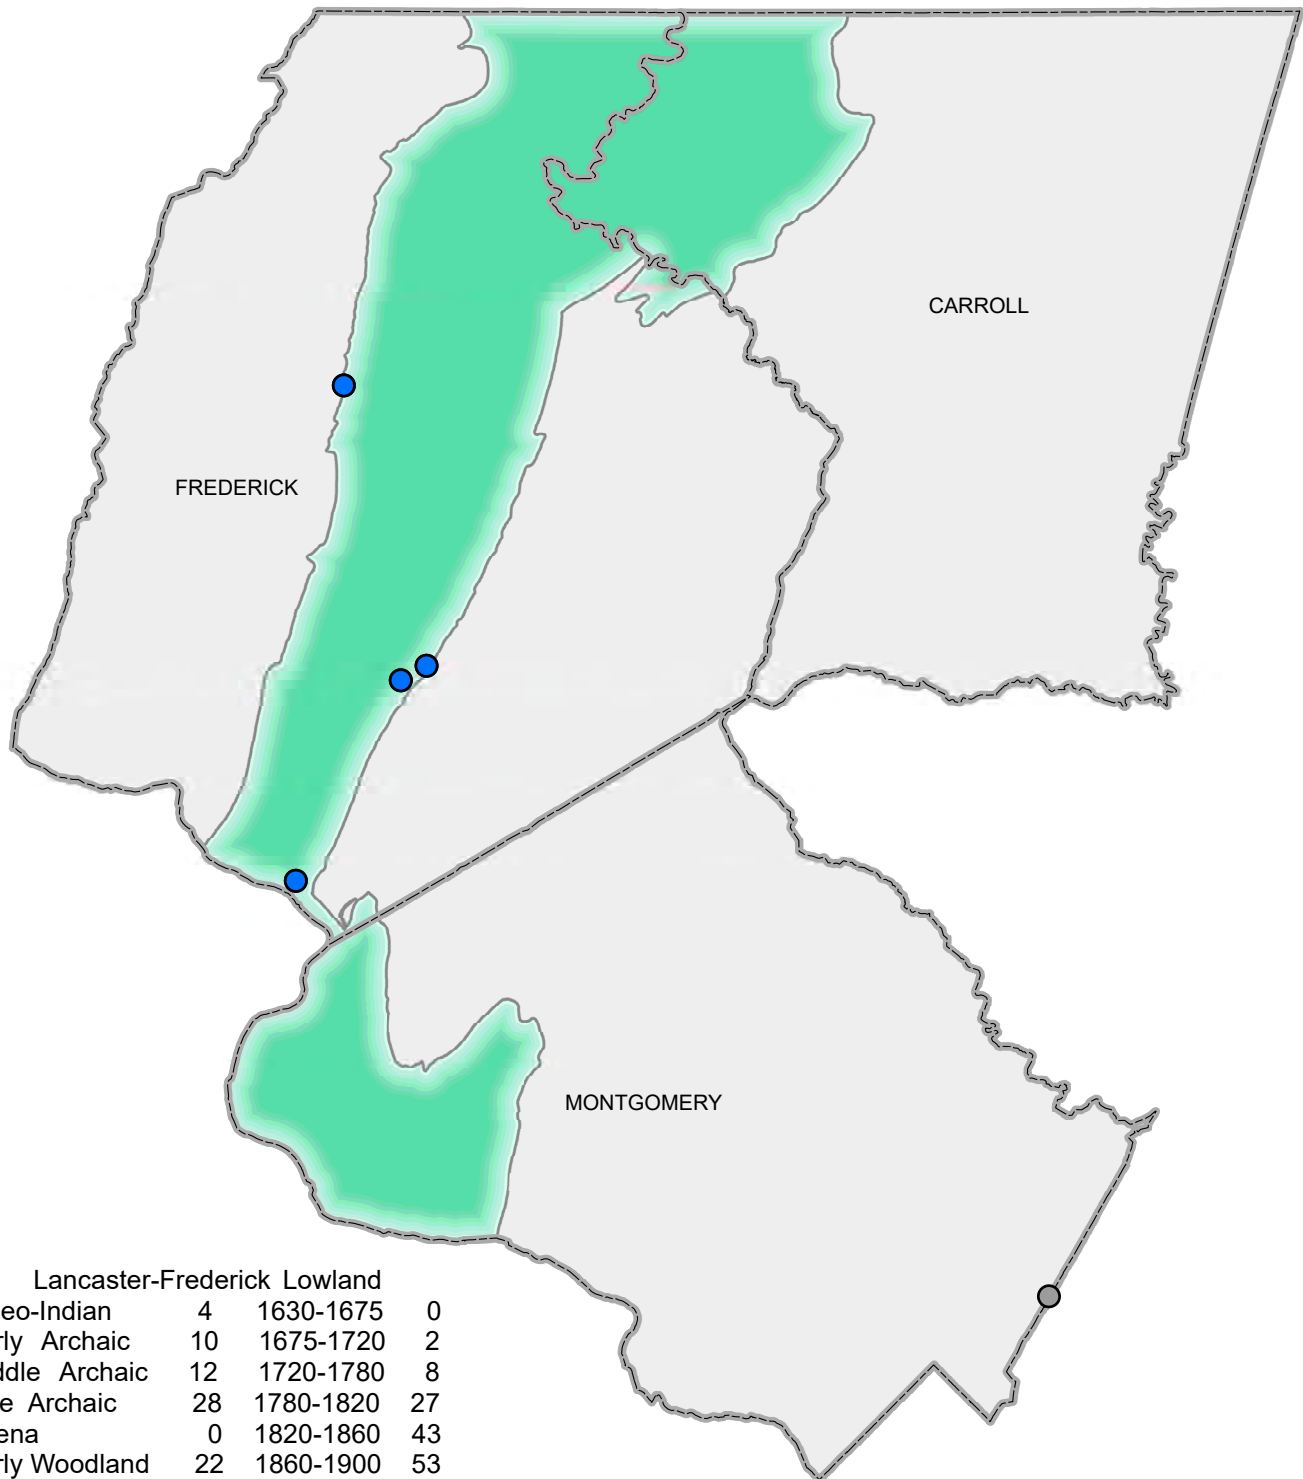 CARROLL
FREDERICK
MONTGOMERY
Lancaster-Frederick Lowland
eo-Indian 4 1630-1675 0
rly Archaic 10 1675-1720 2
ddle Archaic 12 1720-1780 8
e Archaic 28 1780-1820 27
ena 0 1820-1860 43
rly Woodland 22 1860-1900 53